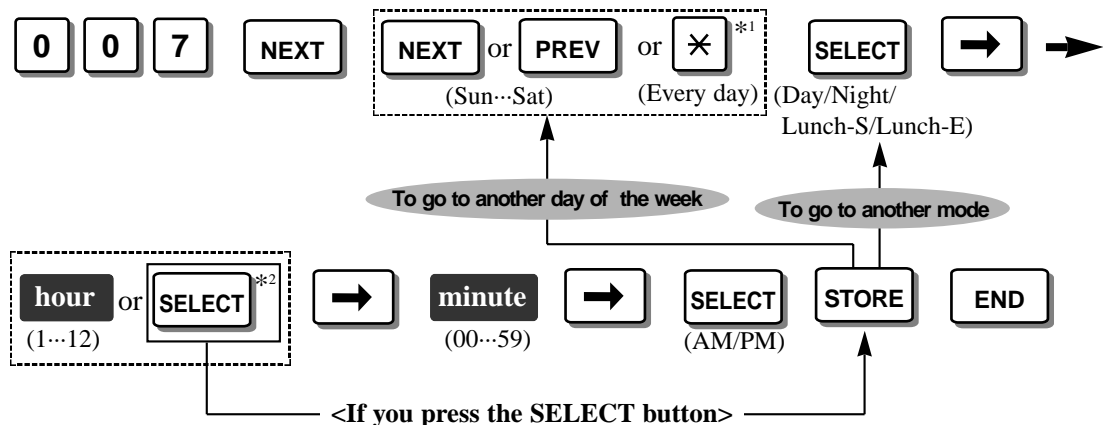 0 0 7 NEXT NEXT or PREV or ✳ *1 SELECT → →
(Sun···Sat) (Every day) (Day/Night/
Lunch-S/Lunch-E)
To go to another day of the week To go to another mode
hour or SELECT *2 → minute → SELECT STORE END
(1···12) (00···59) (AM/PM)
<If you press the SELECT button>